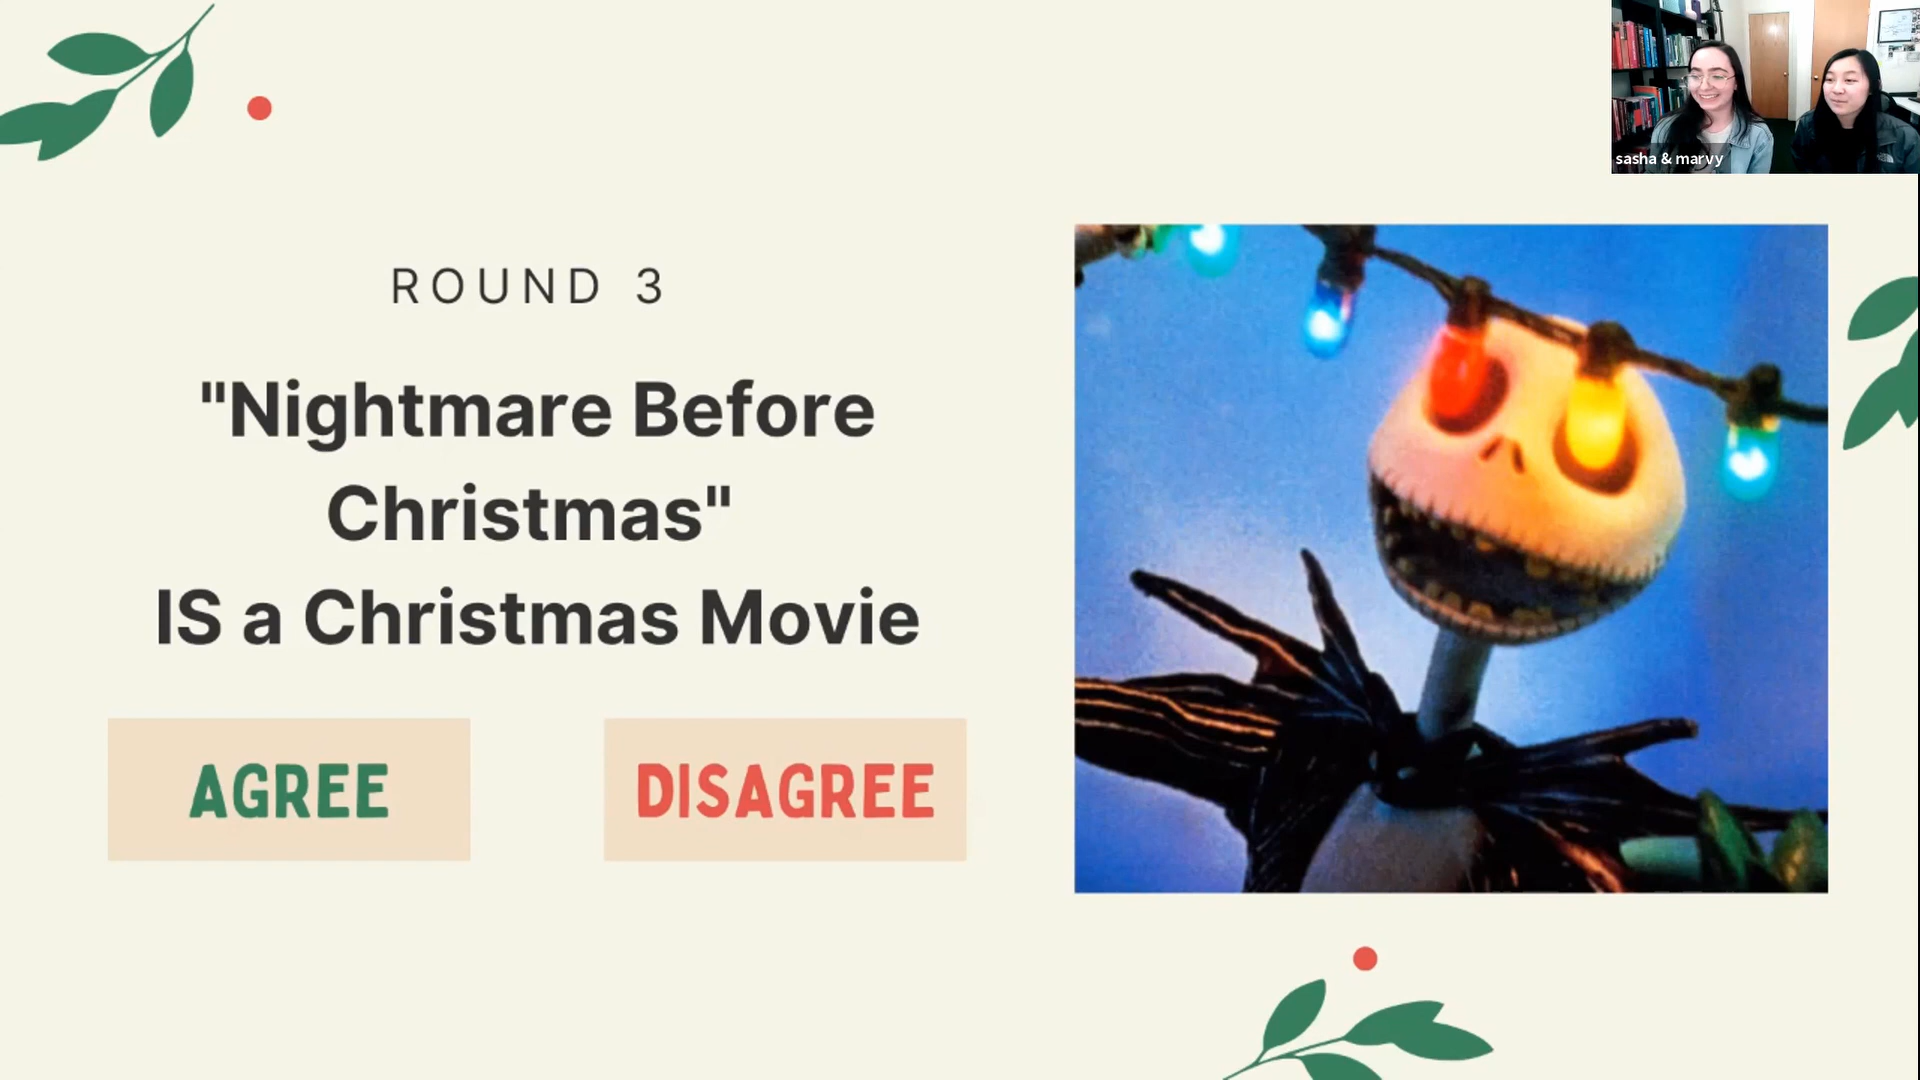 sasha & marvy
ROUND 3
"Nightmare Before
Christmas"
IS a Christmas Movie
AGREE
DISAGREE